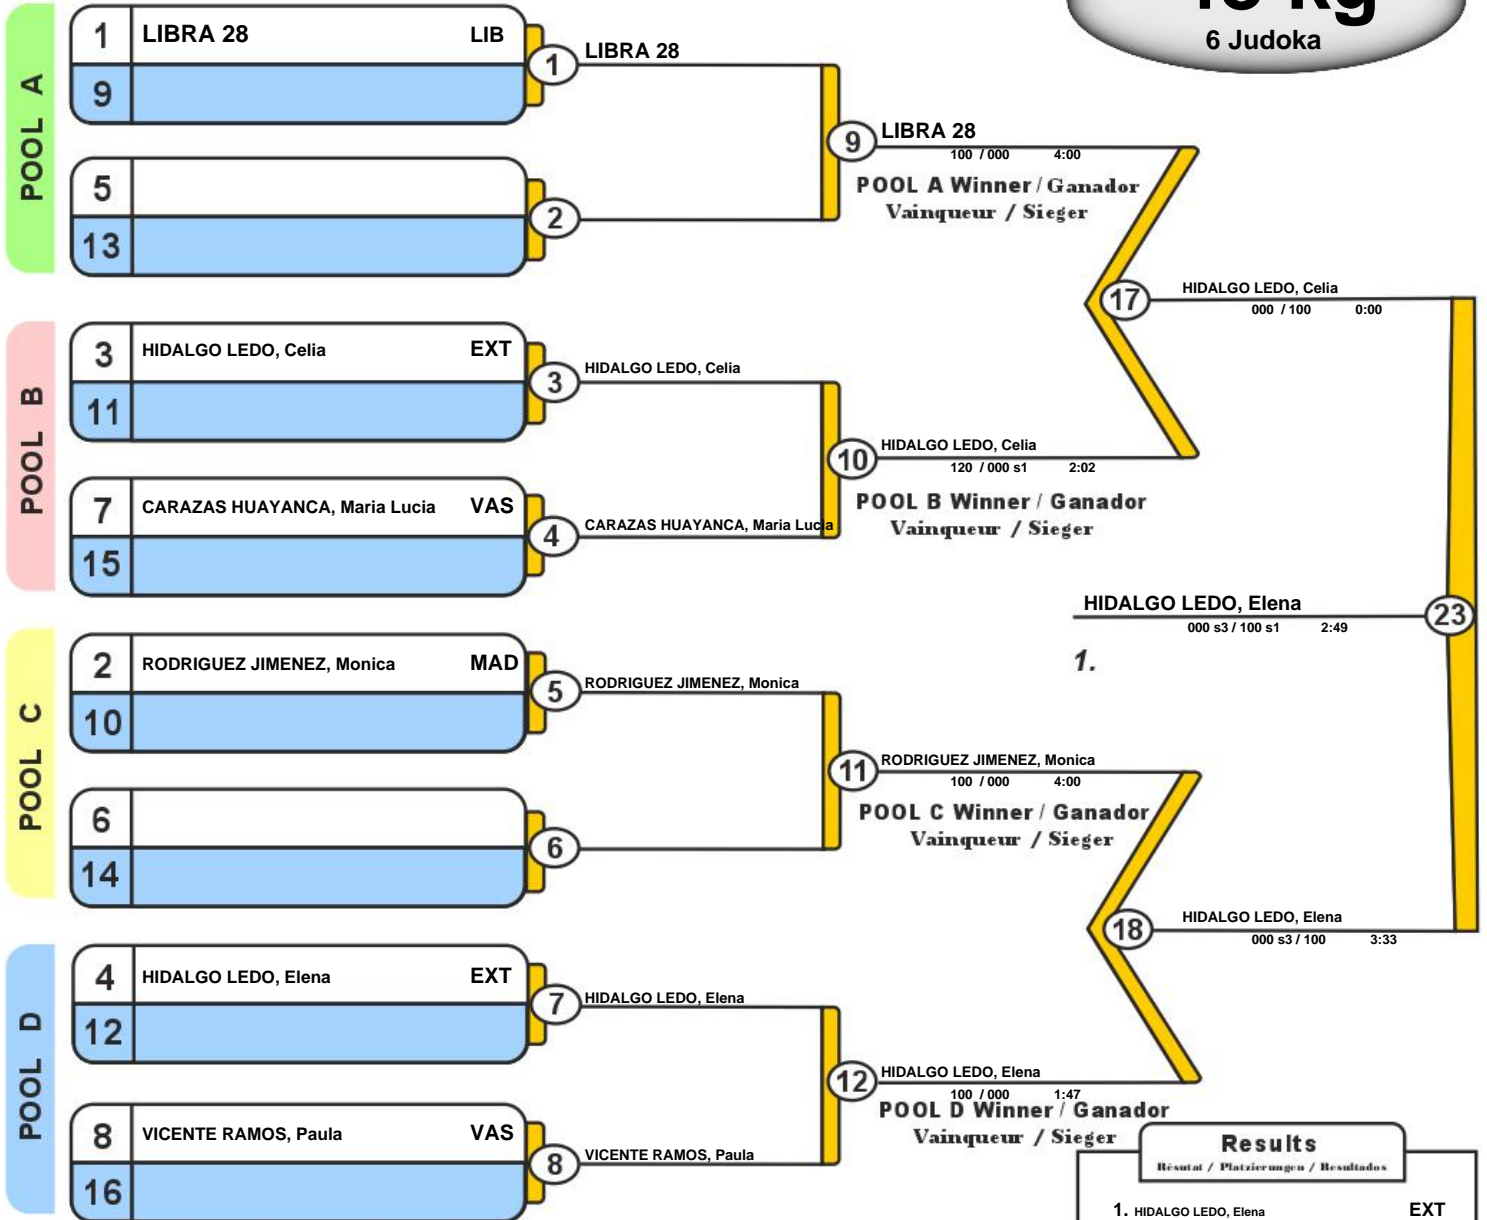 kg
6 Judoka
POOL A
1 LIBRA 28 LIB
9
5
13
1 LIBRA 28
2
9 LIBRA 28
100 / 000 4:00
POOL A Winner / Ganador
Vainqueur / Sieger
POOL B
3 HIDALGO LEDO, Celia EXT
11
7 CARAZAS HUAYANCA, Maria Lucia VAS
15
3 HIDALGO LEDO, Celia
4 CARAZAS HUAYANCA, Maria Lucia
10 HIDALGO LEDO, Celia
120 / 000 s1 2:02
POOL B Winner / Ganador
Vainqueur / Sieger
17 HIDALGO LEDO, Celia
000 / 100 0:00
HIDALGO LEDO, Elena 23
000 s3 / 100 s1 2:49
1.
POOL C
2 RODRIGUEZ JIMENEZ, Monica MAD
10
6
14
5 RODRIGUEZ JIMENEZ, Monica
6
11 RODRIGUEZ JIMENEZ, Monica
100 / 000 4:00
POOL C Winner / Ganador
Vainqueur / Sieger
18 HIDALGO LEDO, Elena
000 s3 / 100 3:33
POOL D
4 HIDALGO LEDO, Elena EXT
12
8 VICENTE RAMOS, Paula VAS
16
7 HIDALGO LEDO, Elena
8 VICENTE RAMOS, Paula
12 HIDALGO LEDO, Elena
100 / 000 1:47
POOL D Winner / Ganador
Vainqueur / Sieger
Results
Résutat / Platzierungen / Resultados
1. HIDALGO LEDO, Elena EXT